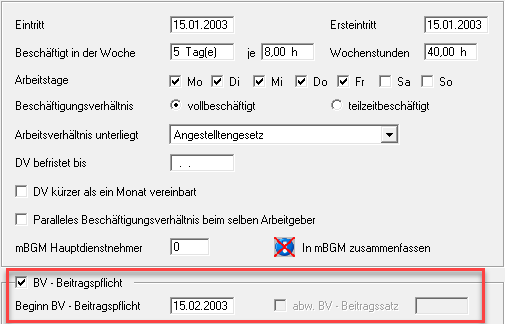 Eintritt 15.01.2003 Ersteintritt 15.01.2003
Beschäftigt in der Woche 5 Tag(e) je 8,00 h Wochenstunden 40,00 h
Arbeitstage Mo Di Mi Do Fr Sa So
Beschäftigungsverhältnis vollbeschäftigt teilzeitbeschäftigt
Arbeitsverhältnis unterliegt Angestelltengesetz
DV befristet bis . .
DV kürzer als ein Monat vereinbart
Paralleles Beschäftigungsverhältnis beim selben Arbeitgeber
mBGM Hauptdienstnehmer 0 In mBGM zusammenfassen
BV - Beitragspflicht
Beginn BV - Beitragspflicht 15.02.2003 abw. BV - Beitragssatz